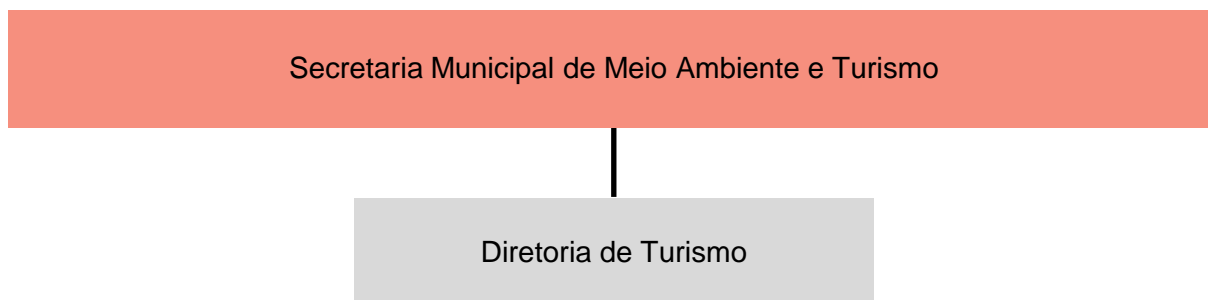 Secretaria Municipal de Meio Ambiente e Turismo
Diretoria de Turismo